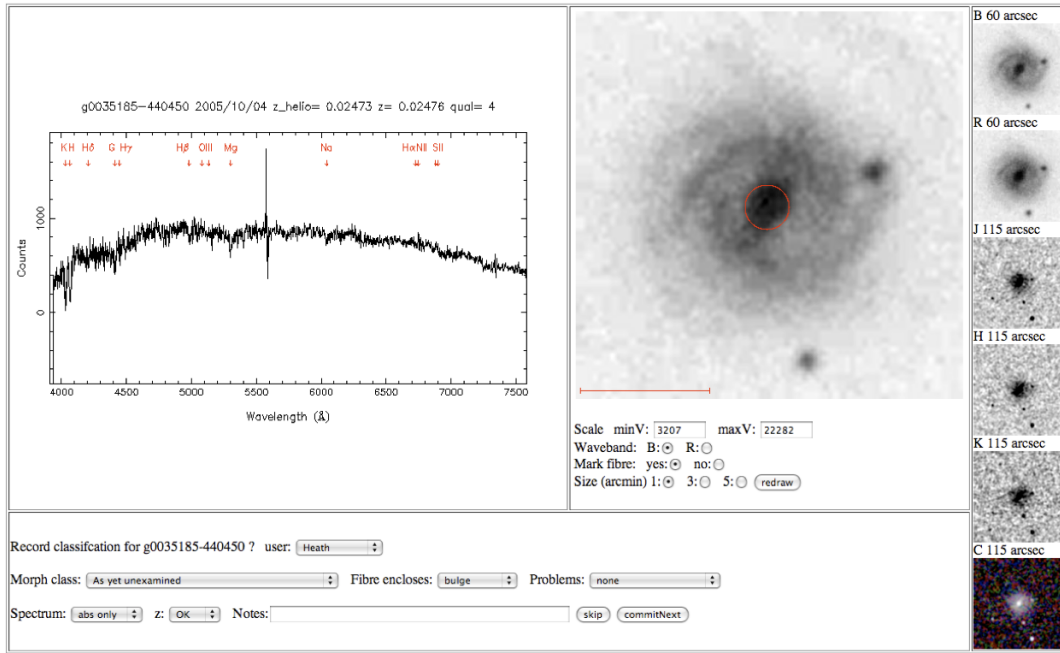 g0035185-440450 2005/10/04 z_helio= 0.02473 z= 0.02476 qual= 4
K H Hδ G Hγ Hβ OIII Mg Na Hα NII SII
1000
0
Counts
4000 4500 5000 5500 6000 6500 7000 7500
Wavelength (Å)
Scale minV: 3207 maxV: 22282
Waveband: B: R:
Mark fibre: yes: no:
Size (arcmin) 1: 3: 5: redraw
B 60 arcsec
R 60 arcsec
J 115 arcsec
H 115 arcsec
K 115 arcsec
C 115 arcsec
Record classifcation for g0035185-440450 ? user: Heath
Morph class: As yet unexamined Fibre encloses: bulge Problems: none
Spectrum: abs only z: OK Notes: skip commitNext